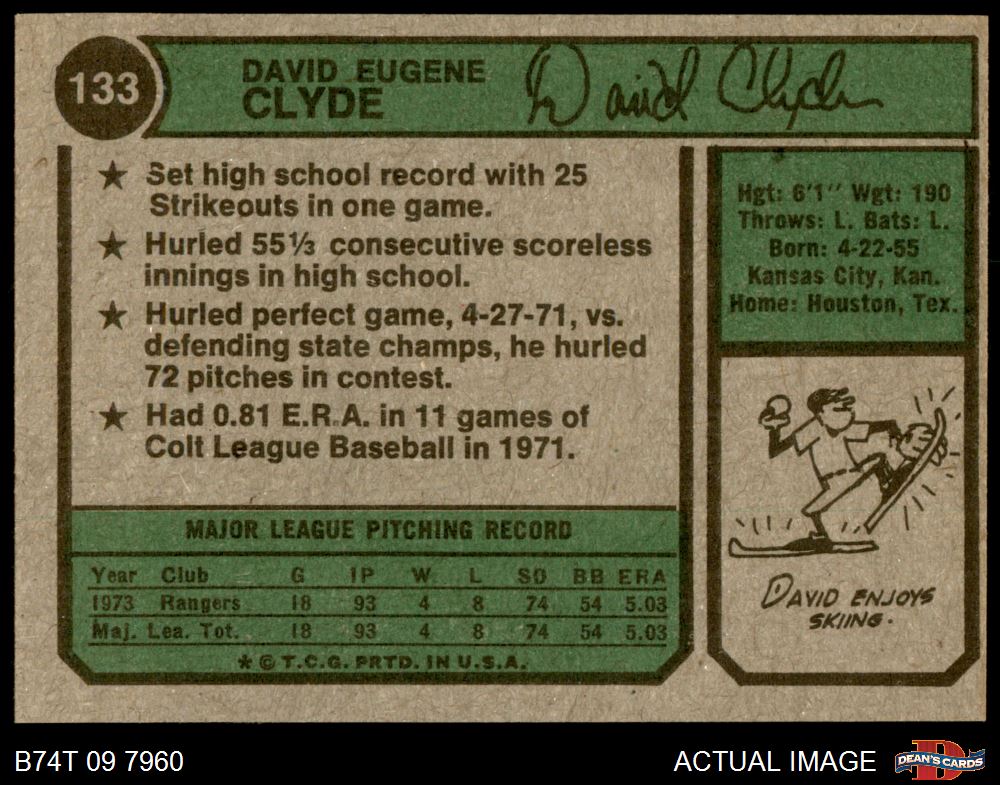 133
DAVID EUGENE
CLYDE
David Clyde
★ Set high school record with 25
Strikeouts in one game.
★ Hurled 55⅓ consecutive scoreless
innings in high school.
★ Hurled perfect game, 4-27-71, vs.
defending state champs, he hurled
72 pitches in contest.
★ Had 0.81 E.R.A. in 11 games of
Colt League Baseball in 1971.
MAJOR LEAGUE PITCHING RECORD
Year Club G IP W L SO BB ERA
1973 Rangers 18 93 4 8 74 54 5.03
Maj. Lea. Tot. 18 93 4 8 74 54 5.03
* © T.C.G. PRTD. IN U.S.A.
Hgt: 6'1" Wgt: 190
Throws: L. Bats: L.
Born: 4-22-55
Kansas City, Kan.
Home: Houston, Tex.
DAVID ENJOYS
SKIING.
B74T 09 7960
ACTUAL IMAGE
D
DEAN'S CARDS